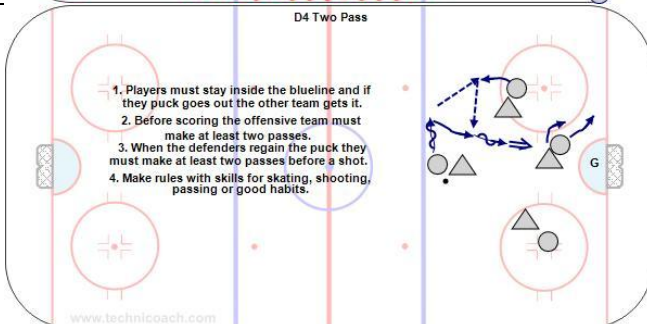 D4 Two Pass
1. Players must stay inside the blueline and if
they puck goes out the other team gets it.
2. Before scoring the offensive team must
make at least two passes.
3. When the defenders regain the puck they
must make at least two passes before a shot.
4. Make rules with skills for skating, shooting,
passing or good habits.
G
www.technicoach.com